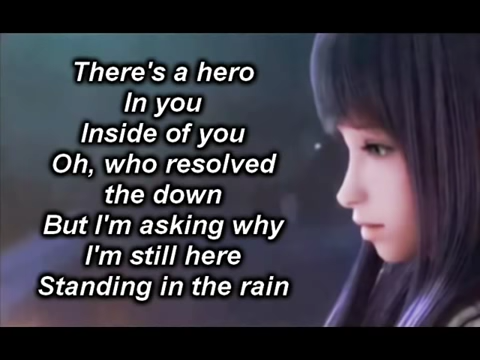 There's a hero
In you
Inside of you
Oh, who resolved
the down
But I'm asking why
I'm still here
Standing in the rain